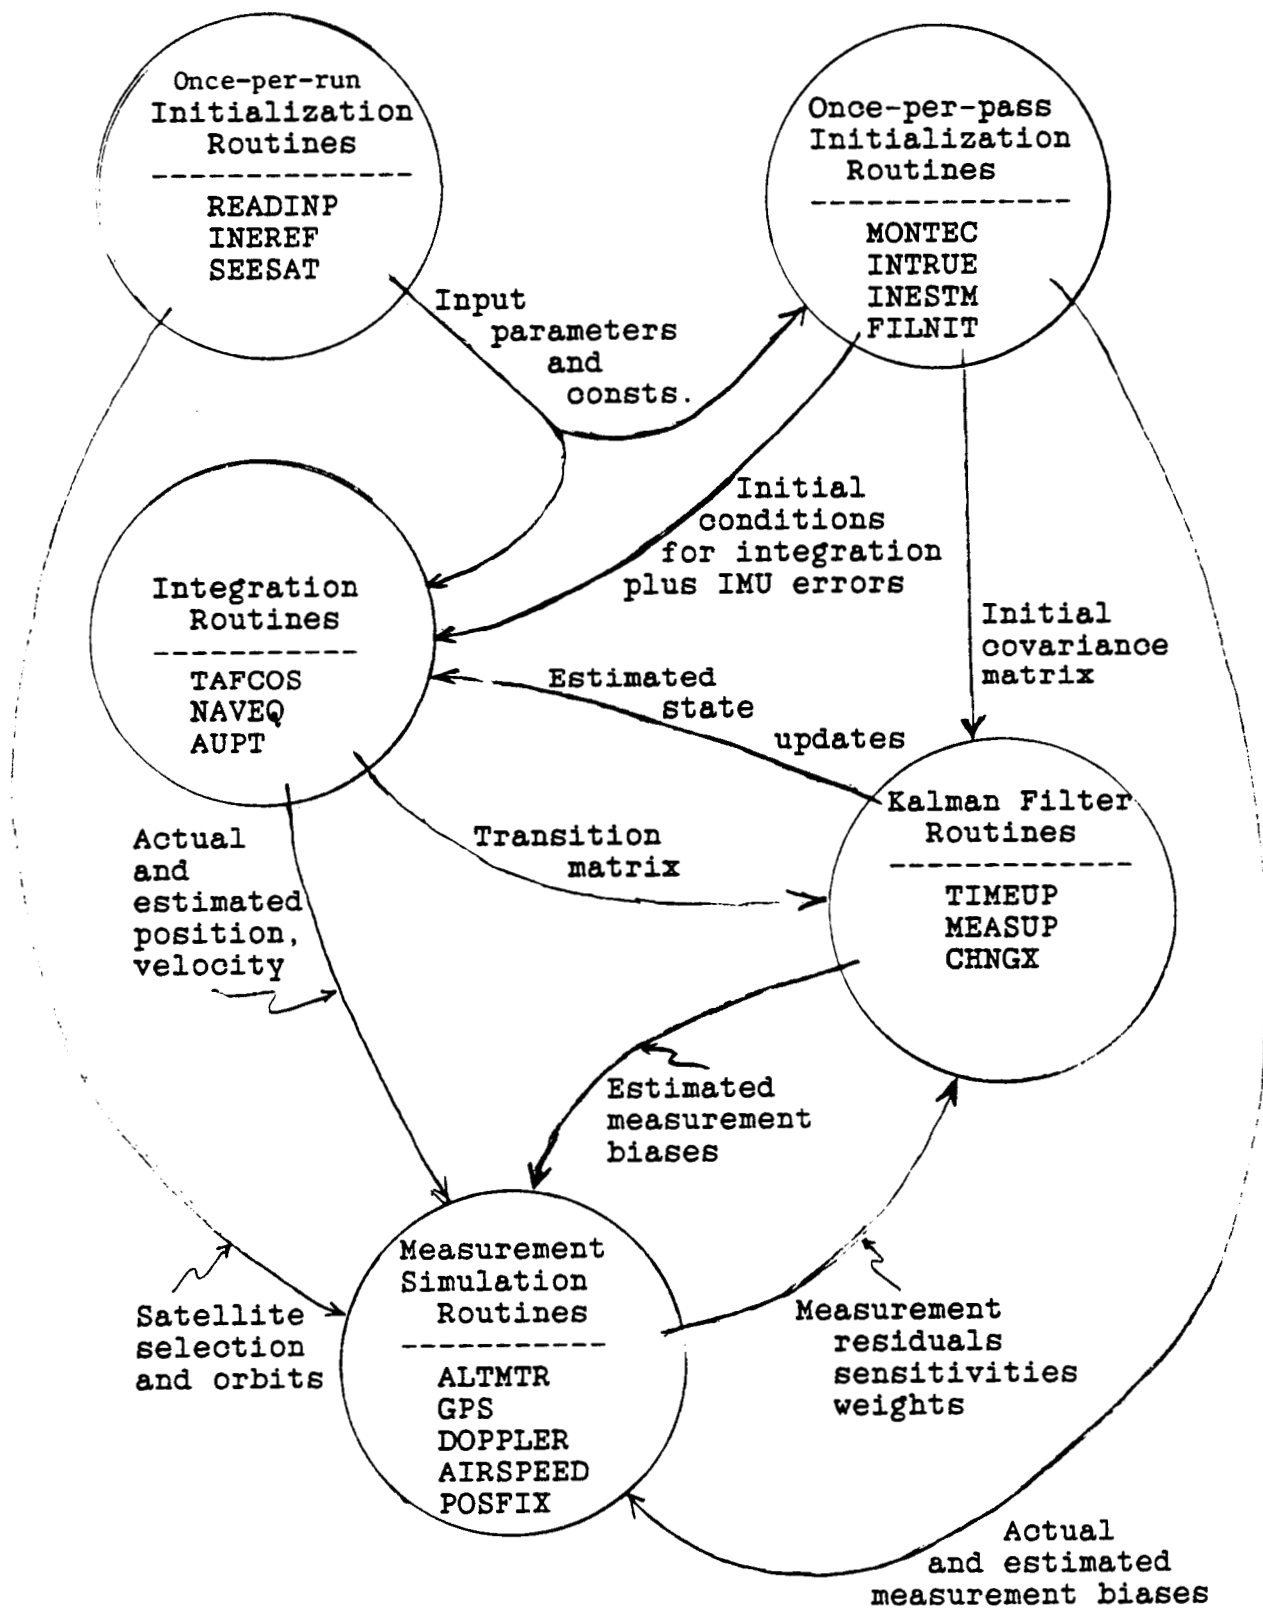 Once-per-run
Initialization
Routines
--------------
READINP
INEREF
SEESAT
Once-per-pass
Initialization
Routines
--------------
MONTEC
INTRUE
INESTM
FILNIT
Input
parameters
and
consts.
Initial
conditions
for integration
plus IMU errors
Initial
covariance
matrix
Integration
Routines
-----------
TAFCOS
NAVEQ
AUPT
Estimated
state
updates
Kalman Filter
Routines
-------------
TIMEUP
MEASUP
CHNGX
Transition
matrix
Actual
and
estimated
position,
velocity
Estimated
measurement
biases
Measurement
Simulation
Routines
-----------
ALTMTR
GPS
DOPPLER
AIRSPEED
POSFIX
Satellite
selection
and orbits
Measurement
residuals
sensitivities
weights
Actual
and estimated
measurement biases